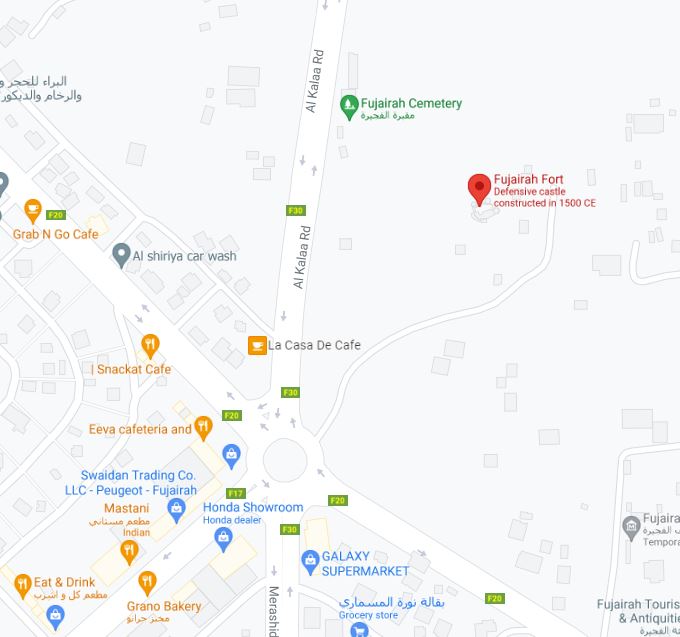 البراء للحجر و
والرخام والديكور
Al Kalaa Rd
Fujairah Cemetery
مقبرة الفجيرة
Fujairah Fort
Defensive castle
constructed in 1500 CE
F20
F30
Grab N Go Cafe
Al shiriya car wash
Al Kalaa Rd
La Casa De Cafe
| Snackat Cafe
F30
F20
Eeva cafeteria and
Swaidan Trading Co.
LLC - Peugeot - Fujairah
F17
F20
Mastani
مطعم مستاني
Indian
Honda Showroom
Honda dealer
F30
Fujaira
الفجيرة
Tempora
GALAXY
SUPERMARKET
Eat & Drink
مطعم كل و اشرب
Grano Bakery
مخبز جرانو
Merashid
بقالة نورة المسماري
Grocery store
F20
Fujairah Touris
& Antiquitie
الفجيرة